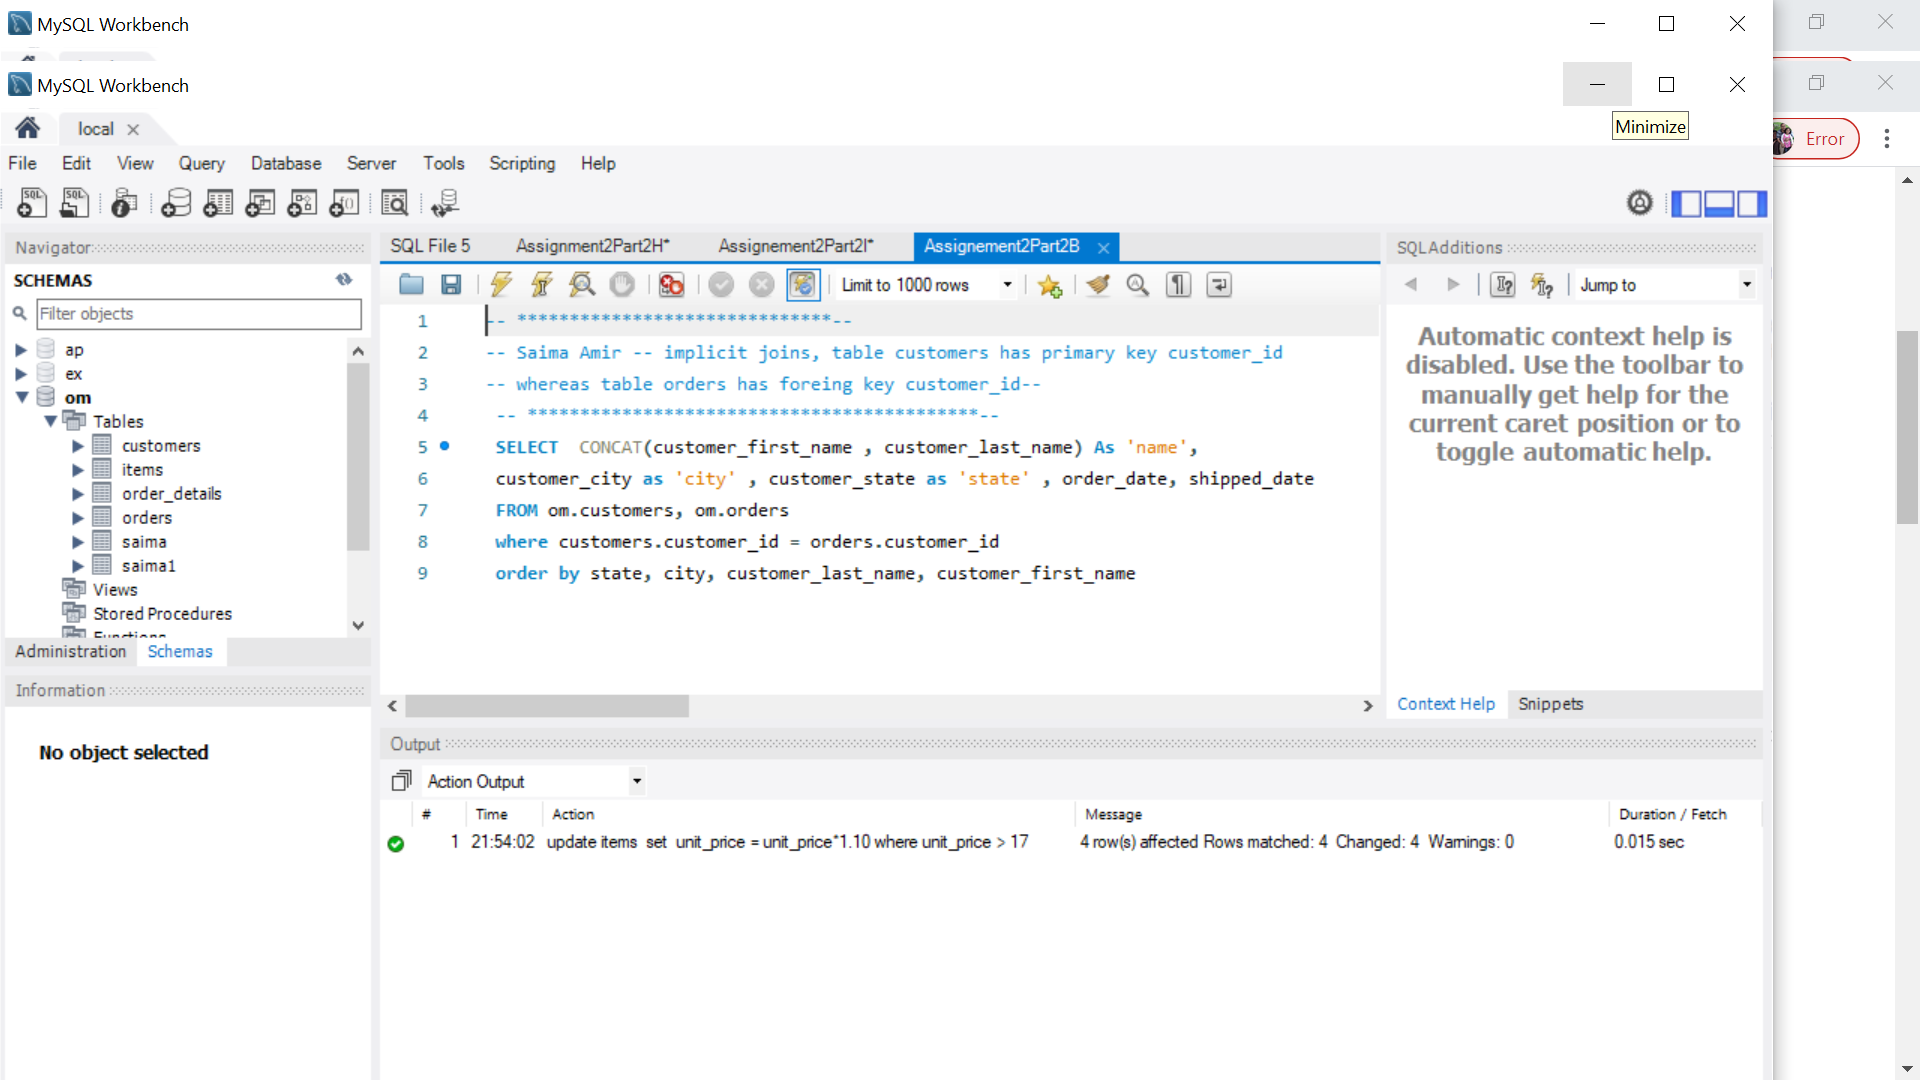 MySQL Workbench
MySQL Workbench
Minimize
Error
local
File Edit View Query Database Server Tools Scripting Help
Navigator
SCHEMAS
Filter objects
ap
ex
om
Tables
customers
items
order_details
orders
saima
saima1
Views
Stored Procedures
Functions
Administration Schemas
Information
No object selected
SQL File 5 Assignment2Part2H* Assignement2Part2I* Assignement2Part2B
Limit to 1000 rows
1 -- ******************************--
2 -- Saima Amir -- implicit joins, table customers has primary key customer_id
3 -- whereas table orders has foreing key customer_id--
4 -- *******************************************--
5 SELECT CONCAT(customer_first_name , customer_last_name) As 'name',
6 customer_city as 'city' , customer_state as 'state' , order_date, shipped_date
7 FROM om.customers, om.orders
8 where customers.customer_id = orders.customer_id
9 order by state, city, customer_last_name, customer_first_name
SQLAdditions
Jump to
Automatic context help is
disabled. Use the toolbar to
manually get help for the
current caret position or to
toggle automatic help.
Context Help Snippets
Output
Action Output
# Time Action Message Duration / Fetch
1 21:54:02 update items set unit_price = unit_price*1.10 where unit_price > 17 4 row(s) affected Rows matched: 4 Changed: 4 Warnings: 0 0.015 sec